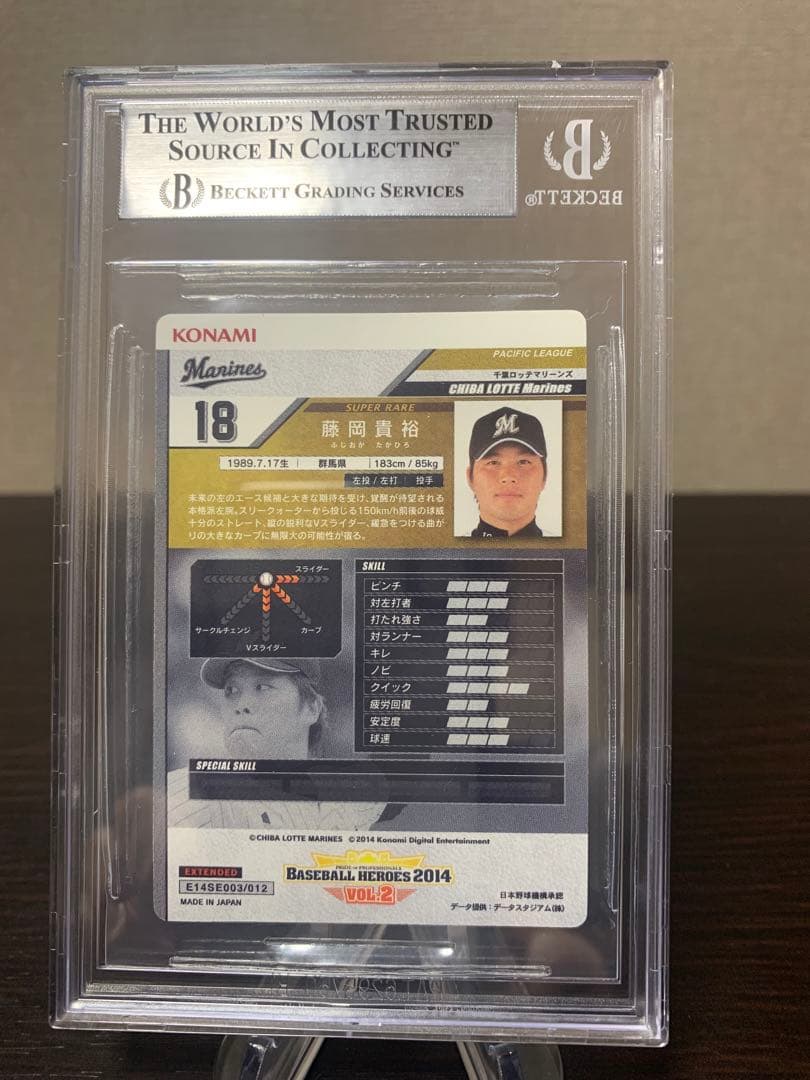 THE WORLD'S MOST TRUSTED
SOURCE IN COLLECTING™
B BECKETT GRADING SERVICES
B
BECKETT®
KONAMI
PACIFIC LEAGUE
Marines
千葉ロッテマリーンズ
CHIBA LOTTE Marines
18
SUPER RARE
藤岡貴裕
ふじおか たかひろ
M
1989.7.17生 群馬県 183cm / 85kg
左投 / 左打 投手
未来の左のエース候補と大きな期待を受け、覚醒が待望される
本格派左腕。スリークォーターから投じる150km/h前後の球威
十分のストレート、縦の鋭利なVスライダー、緩急をつける曲が
りの大きなカーブに無限大の可能性が宿る。
スライダー
サークルチェンジ
カーブ
Vスライダー
SKILL
ピンチ
対左打者
打たれ強さ
対ランナー
キレ
ノビ
クイック
疲労回復
安定度
球速
SPECIAL SKILL
©CHIBA LOTTE MARINES ©2014 Konami Digital Entertainment
PRIDE OF PROFESSIONALS
BASEBALL HEROES 2014
VOL.2
EXTENDED
E14SE003/012
MADE IN JAPAN
日本野球機構承認
データ提供：データスタジアム(株)